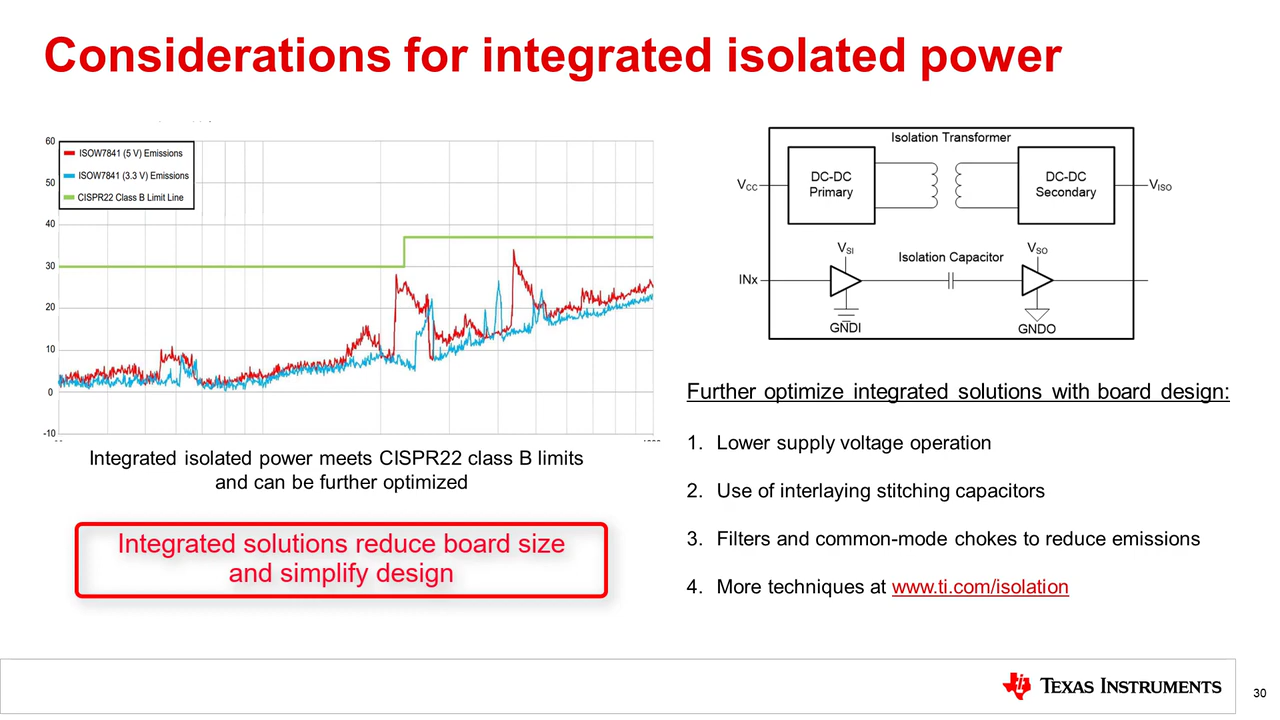 Considerations for integrated isolated power
60
50
40
30
20
10
0
-10
ISOW7841 (5 V) Emissions
ISOW7841 (3.3 V) Emissions
CISPR22 Class B Limit Line
Integrated isolated power meets CISPR22 class B limits
and can be further optimized
Integrated solutions reduce board size
and simplify design
Isolation Transformer
VCC
DC-DC
Primary
DC-DC
Secondary
VISO
VSI
Isolation Capacitor
VSO
INx
GNDI
GNDO
Further optimize integrated solutions with board design:
1. Lower supply voltage operation
2. Use of interlaying stitching capacitors
3. Filters and common-mode chokes to reduce emissions
4. More techniques at www.ti.com/isolation
TEXAS INSTRUMENTS
30